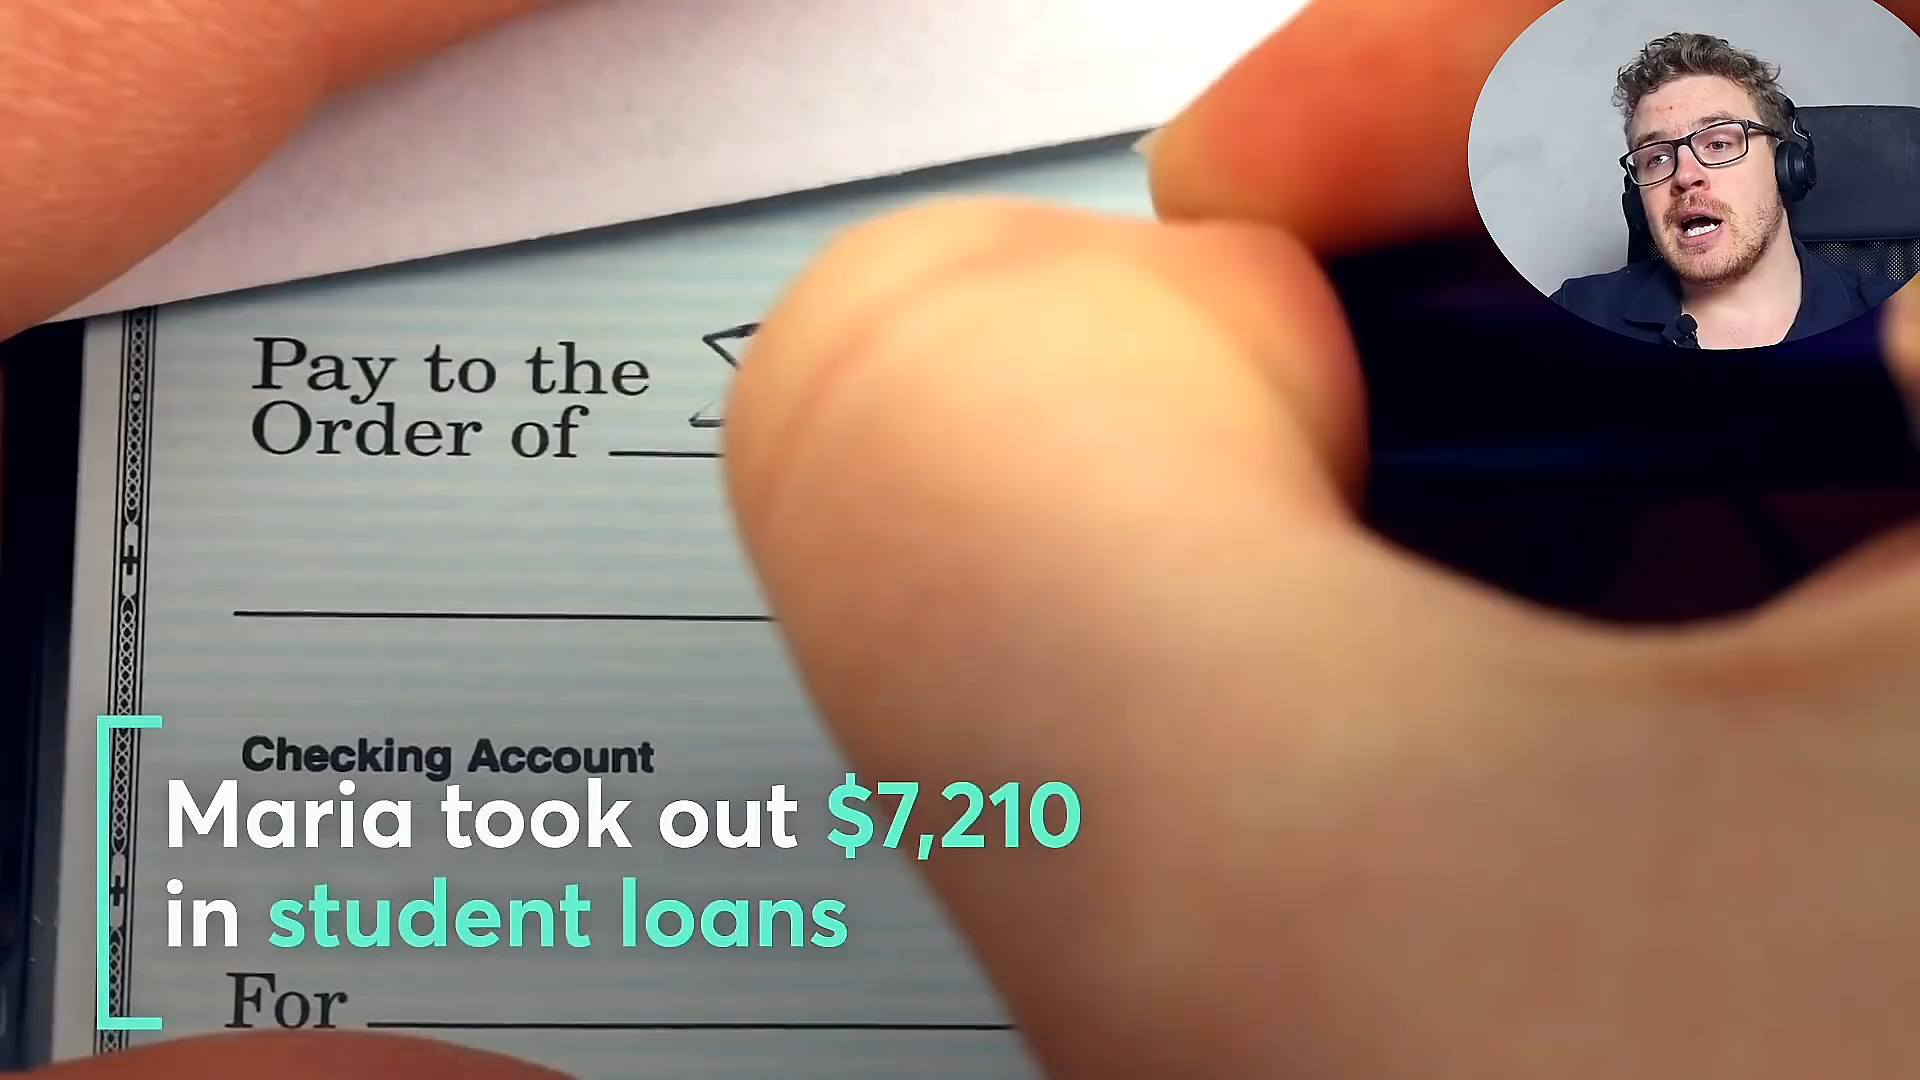 Pay to the
Order of
Checking Account
Maria took out $7,210
in student loans
For